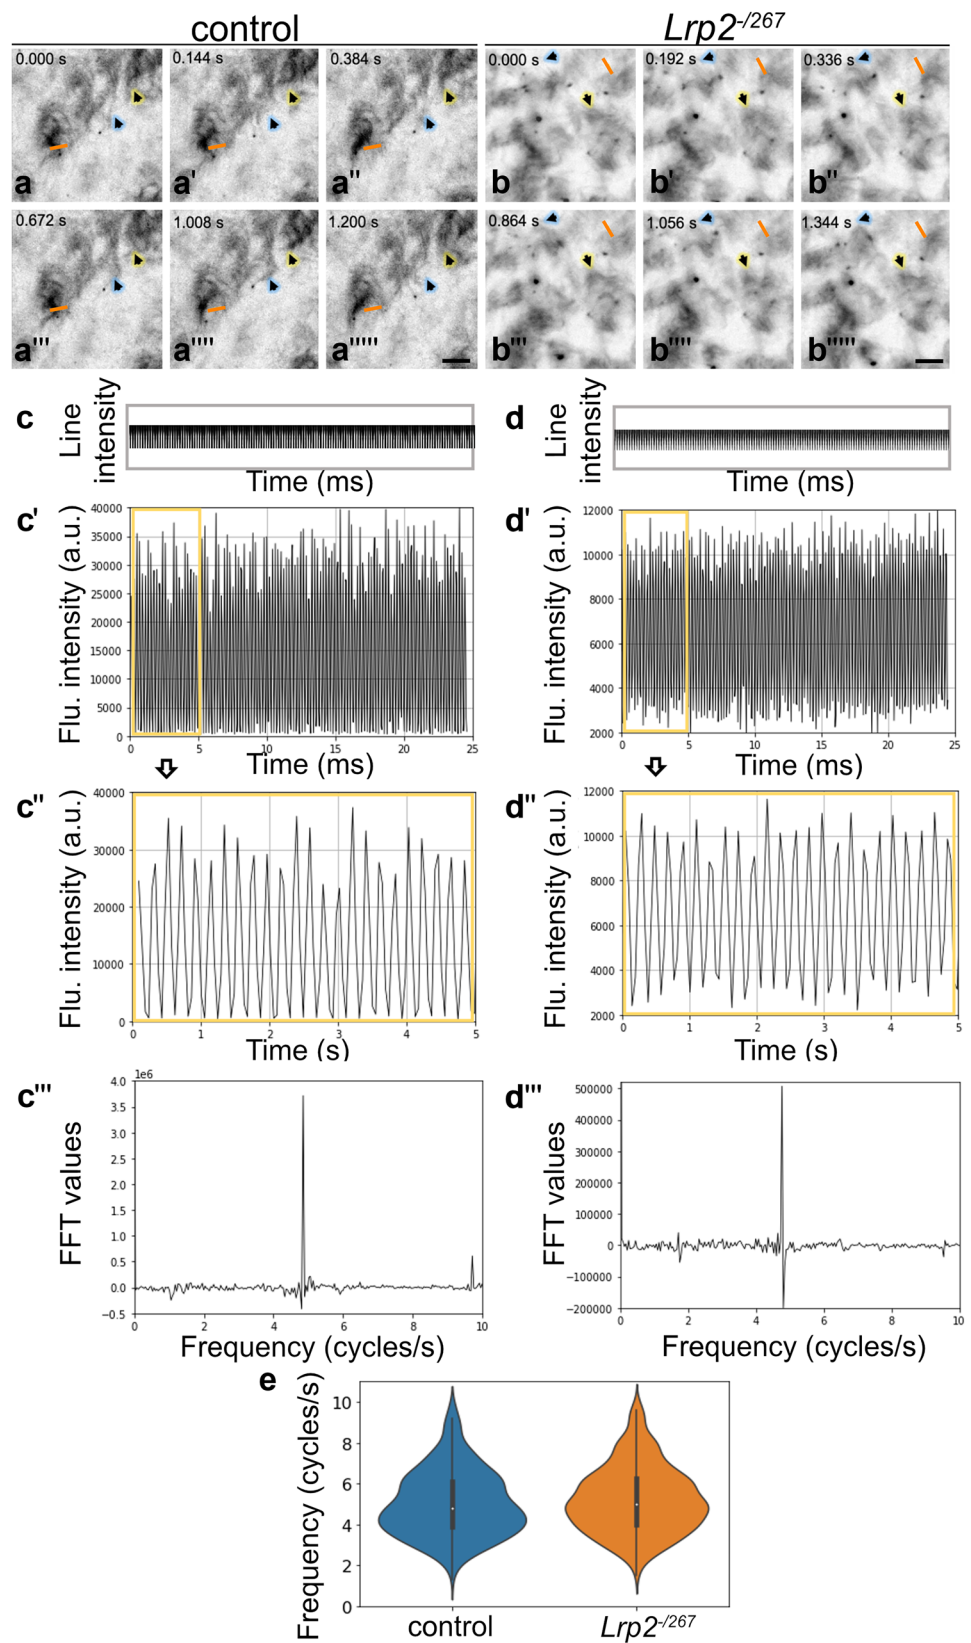 control Lrp2-/267
0.000 s 0.144 s 0.384 s 0.000 s 0.192 s 0.336 s
a a' a" b b' b"
0.672 s 1.008 s 1.200 s 0.864 s 1.056 s 1.344 s
a''' a'''' a''''' b''' b'''' b'''''
c
Line intensity
Time (ms)
d
Line intensity
Time (ms)
c'
Flu. intensity (a.u.)
40000
35000
30000
25000
20000
15000
10000
5000
0
0 5 10 15 20 25
Time (ms)
d'
Flu. intensity (a.u.)
12000
10000
8000
6000
4000
2000
0 5 10 15 20 25
Time (ms)
c"
Flu. intensity (a.u.)
40000
30000
20000
10000
0
0 1 2 3 4 5
Time (s)
d"
Flu. intensity (a.u.)
12000
10000
8000
6000
4000
2000
0 1 2 3 4 5
Time (s)
c'''
FFT values
1e6
4.0
3.5
3.0
2.5
2.0
1.5
1.0
0.5
0.0
−0.5
0 2 4 6 8 10
Frequency (cycles/s)
d'''
FFT values
500000
400000
300000
200000
100000
0
−100000
−200000
0 2 4 6 8 10
Frequency (cycles/s)
e
Frequency (cycles/s)
10
8
6
4
2
0
control Lrp2-/267